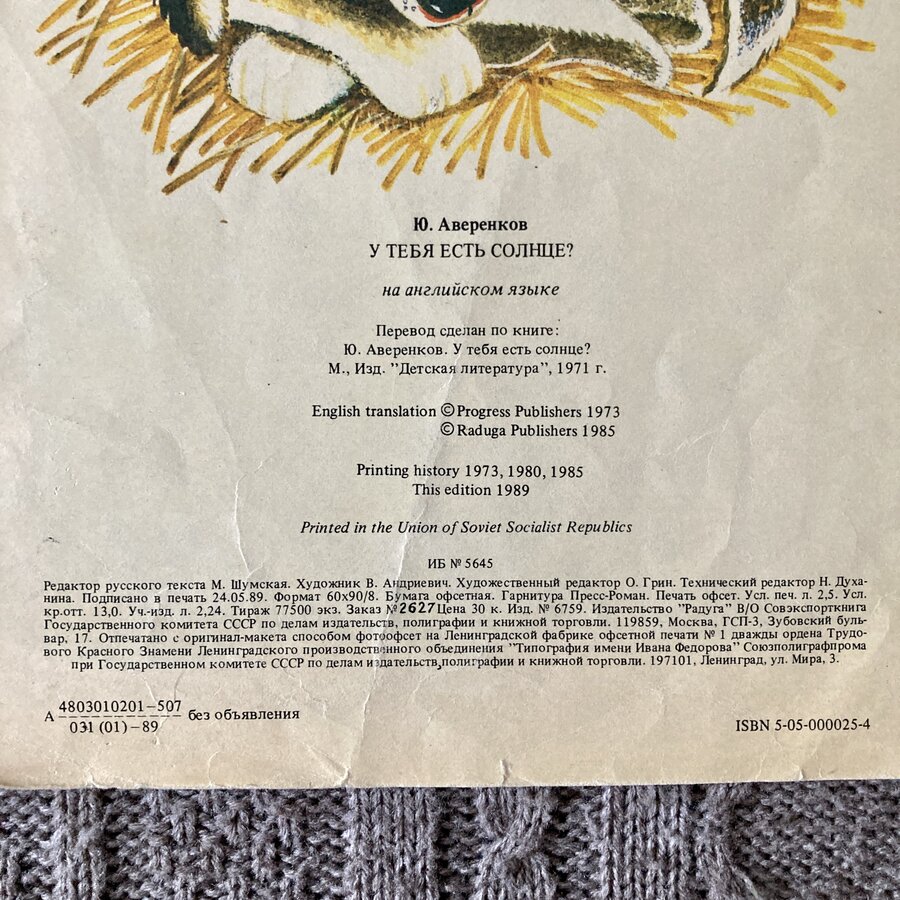 Ю. Аверенков
У ТЕБЯ ЕСТЬ СОЛНЦЕ?
на английском языке
Перевод сделан по книге:
Ю. Аверенков. У тебя есть солнце?
М., Изд. "Детская литература", 1971 г.
English translation © Progress Publishers 1973
© Raduga Publishers 1985
Printing history 1973, 1980, 1985
This edition 1989
Printed in the Union of Soviet Socialist Republics
ИБ № 5645
Редактор русского текста М. Шумская. Художник В. Андриевич. Художественный редактор О. Грин. Технический редактор Н. Духа-
нина. Подписано в печать 24.05.89. Формат 60х90/8. Бумага офсетная. Гарнитура Пресс-Роман. Печать офсет. Усл. печ. л. 2,5. Усл.
кр.-отт. 13,0. Уч.-изд. л. 2,24. Тираж 77500 экз. Заказ № 2627 Цена 30 к. Изд. № 6759. Издательство "Радуга" В/О Совэкспорткнига
Государственного комитета СССР по делам издательств, полиграфии и книжной торговли. 119859, Москва, ГСП-3, Зубовский буль-
вар, 17. Отпечатано с оригинал-макета способом фотоофсет на Ленинградской фабрике офсетной печати № 1 дважды ордена Трудо-
вого Красного Знамени Ленинградского производственного объединения "Типография имени Ивана Федорова" Союзполиграфпрома
при Государственном комитете СССР по делам издательств, полиграфии и книжной торговли. 197101, Ленинград, ул. Мира, 3.
А 4803010201–507 без объявления
031 (01)–89
ISBN 5-05-000025-4